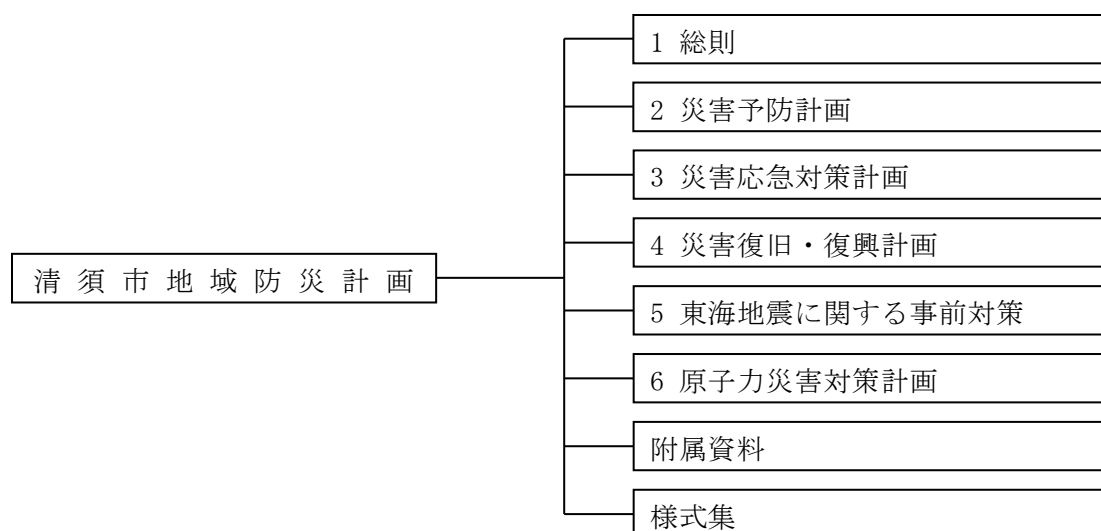 1 総則
2 災害予防計画
3 災害応急対策計画
4 災害復旧・復興計画
清須市地域防災計画
5 東海地震に関する事前対策
6 原子力災害対策計画
附属資料
様式集